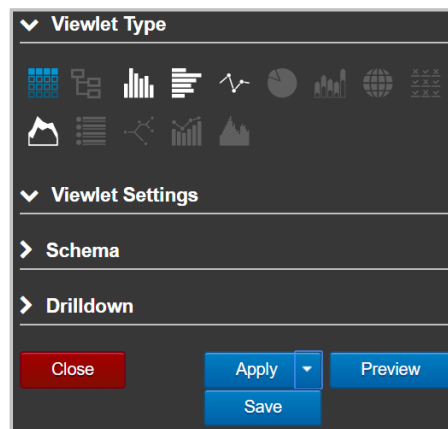 Viewlet Type
Viewlet Settings
Schema
Drilldown
Close
Apply
Preview
Save